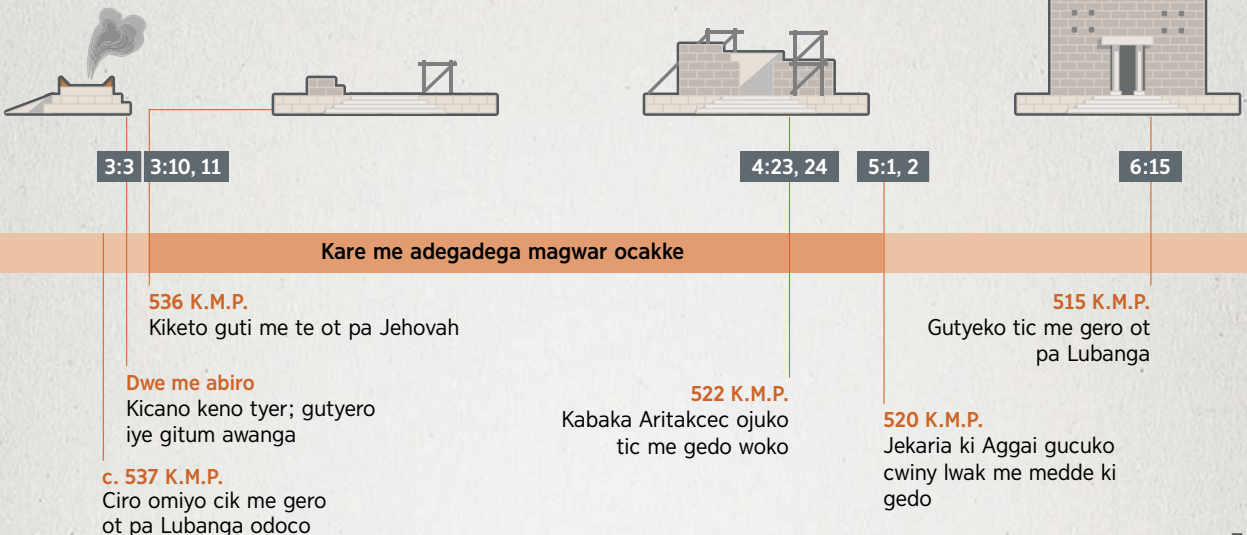 3:3
3:10, 11
4:23, 24
5:1, 2
6:15
Kare me adegadega magwar ocakke
536 K.M.P.
Kiketo guti me te ot pa Jehovah
515 K.M.P.
Gutyeko tic me gero ot
pa Lubanga
Dwe me abiro
Kicano keno tyer; gutyero
iye gitum awanga
522 K.M.P.
Kabaka Aritakcec ojuko
tic me gedo woko
520 K.M.P.
Jekaria ki Aggai gucuko
cwiny lwak me medde ki
gedo
c. 537 K.M.P.
Ciro omiyo cik me gero
ot pa Lubanga odoco